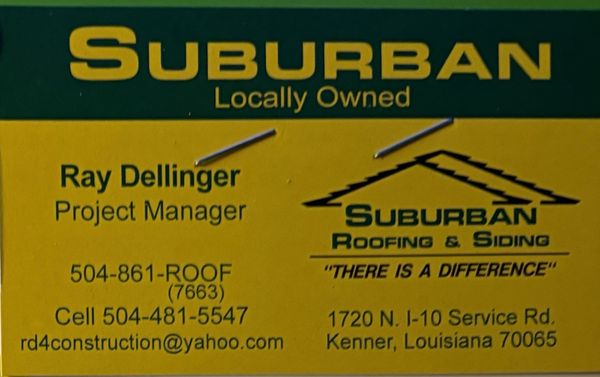 SUBURBAN
Locally Owned
Ray Dellinger
Project Manager
504-861-ROOF
(7663)
Cell 504-481-5547
rd4construction@yahoo.com
SUBURBAN
ROOFING & SIDING
"THERE IS A DIFFERENCE"
1720 N. I-10 Service Rd.
Kenner, Louisiana 70065